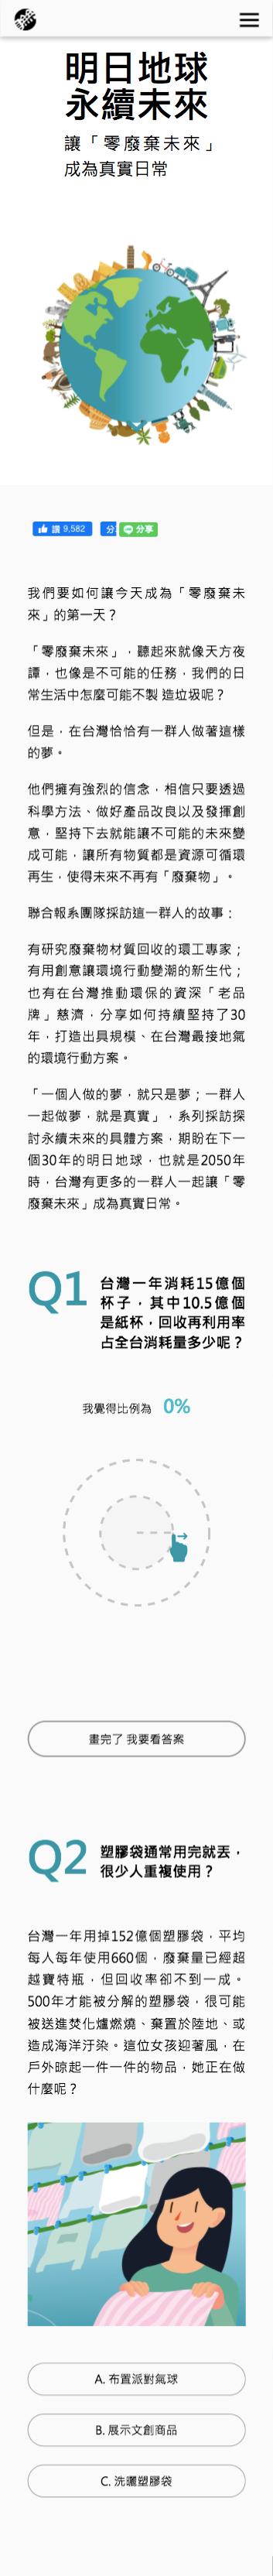 明日地球
永續未來
讓「零廢棄未來」
成為真實日常
讚 9,582
分享
我們要如何讓今天成為「零廢棄未
來」的第一天？
「零廢棄未來」，聽起來就像天方夜
譚，也像是不可能的任務，我們的日
常生活中怎麼可能不製 造垃圾呢？
但是，在台灣恰恰有一群人做著這樣
的夢。
他們擁有強烈的信念，相信只要透過
科學方法、做好產品改良以及發揮創
意，堅持下去就能讓不可能的未來變
成可能，讓所有物質都是資源可循環
再生，使得未來不再有「廢棄物」。
聯合報系團隊採訪這一群人的故事：
有研究廢棄物材質回收的環工專家；
有用創意讓環境行動變潮的新生代；
也有在台灣推動環保的資深「老品
牌」慈濟，分享如何持續堅持了30
年，打造出具規模、在台灣最接地氣
的環境行動方案。
「一個人做的夢，就只是夢；一群人
一起做夢，就是真實」，系列採訪探
討永續未來的具體方案，期盼在下一
個30年的明日地球，也就是2050年
時，台灣有更多的一群人一起讓「零
廢棄未來」成為真實日常。
Q1
台灣一年消耗15億個
杯子，其中10.5億個
是紙杯，回收再利用率
占全台消耗量多少呢？
我覺得比例為 0%
畫完了 我要看答案
Q2
塑膠袋通常用完就丟，
很少人重複使用？
台灣一年用掉152億個塑膠袋，平均
每人每年使用660個，廢棄量已經超
越寶特瓶，但回收率卻不到一成。
500年才能被分解的塑膠袋，很可能
被送進焚化爐燃燒、棄置於陸地、或
造成海洋汙染。這位女孩迎著風，在
戶外晾起一件一件的物品，她正在做
什麼呢？
A. 布置派對氣球
B. 展示文創商品
C. 洗曬塑膠袋